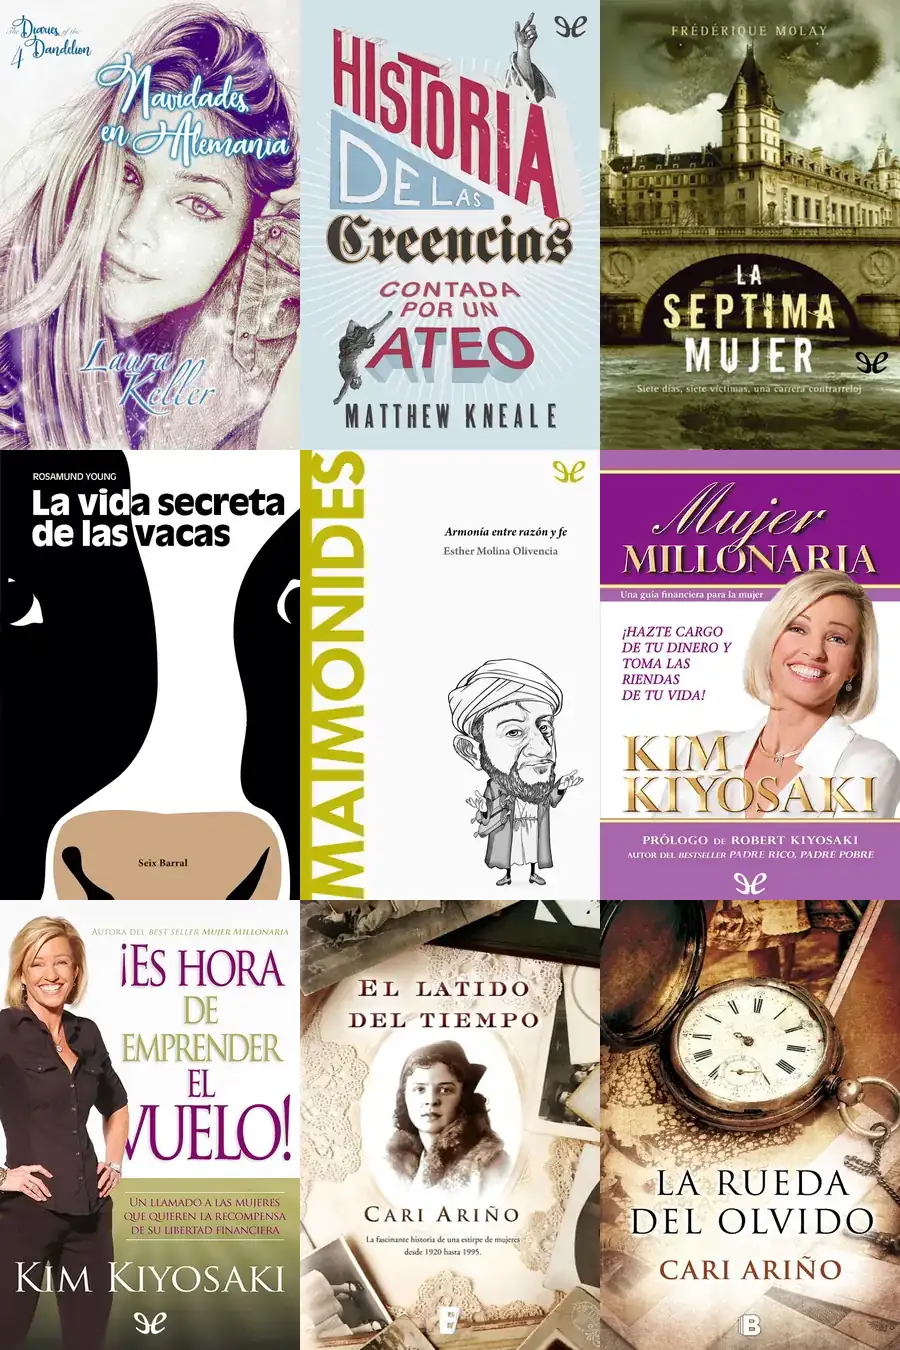 The Diaries of the
4 Dandelion
Navidades
en Alemania
Laura
Keller
HISTORIA
DE LAS
Creencias
CONTADA
POR UN
ATEO
MATTHEW KNEALE
FRÉDÉRIQUE MOLAY
LA
SEPTIMA
MUJER
Siete días, siete víctimas, una carrera contrarreloj
ROSAMUND YOUNG
La vida secreta
de las vacas
Seix Barral
MAIMÓNIDES
Armonía entre razón y fe
Esther Molina Olivencia
Mujer
MILLONARIA
Una guía financiera para la mujer
¡HAZTE CARGO
DE TU DINERO Y
TOMA LAS
RIENDAS
DE TU VIDA!
KIM
KIYOSAKI
PRÓLOGO DE ROBERT KIYOSAKI
AUTOR DEL BESTSELLER PADRE RICO, PADRE POBRE
AUTORA DEL BEST SELLER MUJER MILLONARIA
¡ES HORA
DE
EMPRENDER
EL
VUELO!
UN LLAMADO A LAS MUJERES
QUE QUIEREN LA RECOMPENSA
DE SU LIBERTAD FINANCIERA
KIM KIYOSAKI
EL LATIDO
DEL TIEMPO
CARI ARIÑO
La fascinante historia de una estirpe de mujeres
desde 1920 hasta 1995.
LA RUEDA
DEL OLVIDO
CARI ARIÑO
B